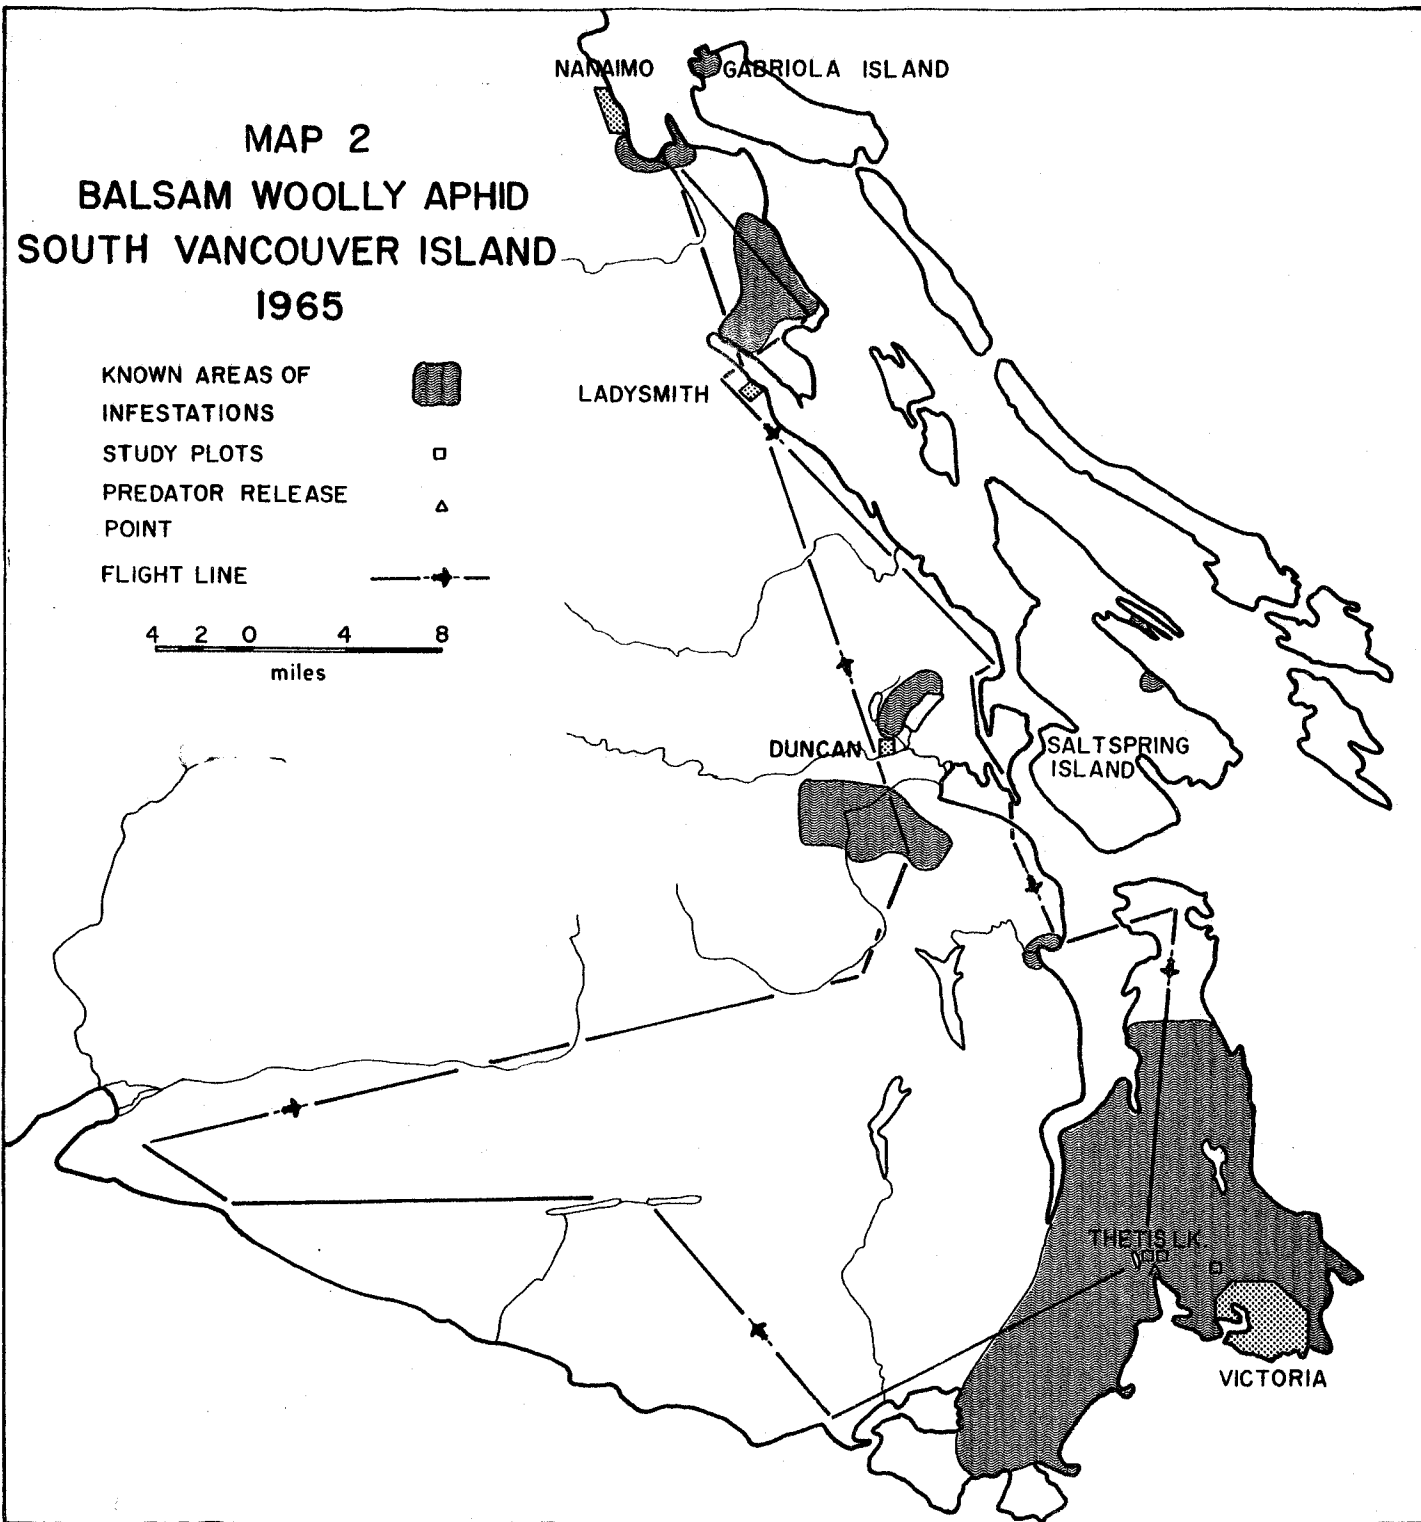 NANAIMO
GABRIOLA ISLAND
MAP 2
BALSAM WOOLLY APHID
SOUTH VANCOUVER ISLAND
1965
KNOWN AREAS OF
INFESTATIONS
LADYSMITH
STUDY PLOTS
PREDATOR RELEASE
POINT
FLIGHT LINE
4 2 0 4 8
miles
DUNCAN
SALTSPRING
ISLAND
THETIS LK.
VICTORIA